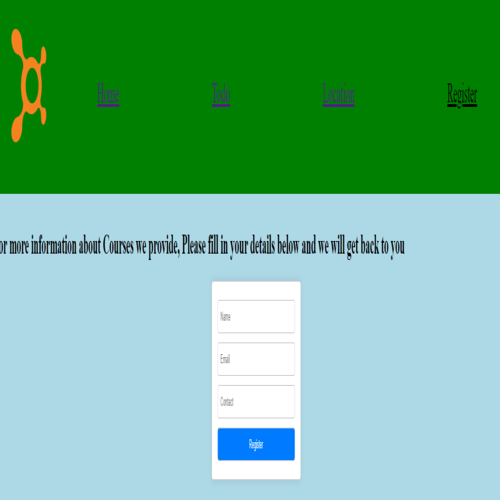 Home Todo Location Register
or more information about Courses we provide, Please fill in your details below and we will get back to you
Name
Email
Contact
Register